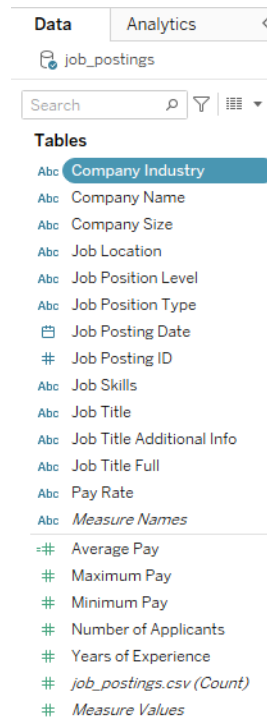 Data Analytics
job_postings
Search
Tables
Abc Company Industry
Abc Company Name
Abc Company Size
Abc Job Location
Abc Job Position Level
Abc Job Position Type
Job Posting Date
# Job Posting ID
Abc Job Skills
Abc Job Title
Abc Job Title Additional Info
Abc Job Title Full
Abc Pay Rate
Abc Measure Names
=# Average Pay
# Maximum Pay
# Minimum Pay
# Number of Applicants
# Years of Experience
# job_postings.csv (Count)
# Measure Values